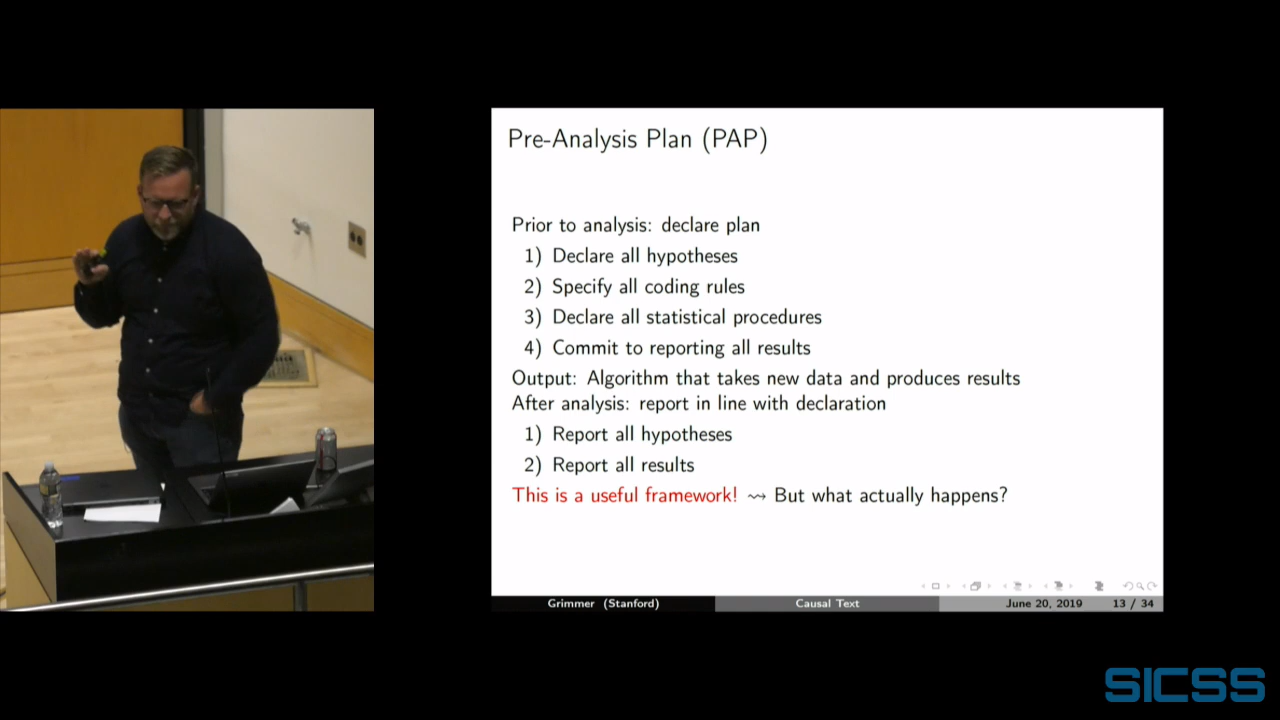 Pre-Analysis Plan (PAP)
Prior to analysis: declare plan
1) Declare all hypotheses
2) Specify all coding rules
3) Declare all statistical procedures
4) Commit to reporting all results
Output: Algorithm that takes new data and produces results
After analysis: report in line with declaration
1) Report all hypotheses
2) Report all results
This is a useful framework! ⇝ But what actually happens?
Grimmer (Stanford) Causal Text June 20, 2019 13 / 34
SICSS